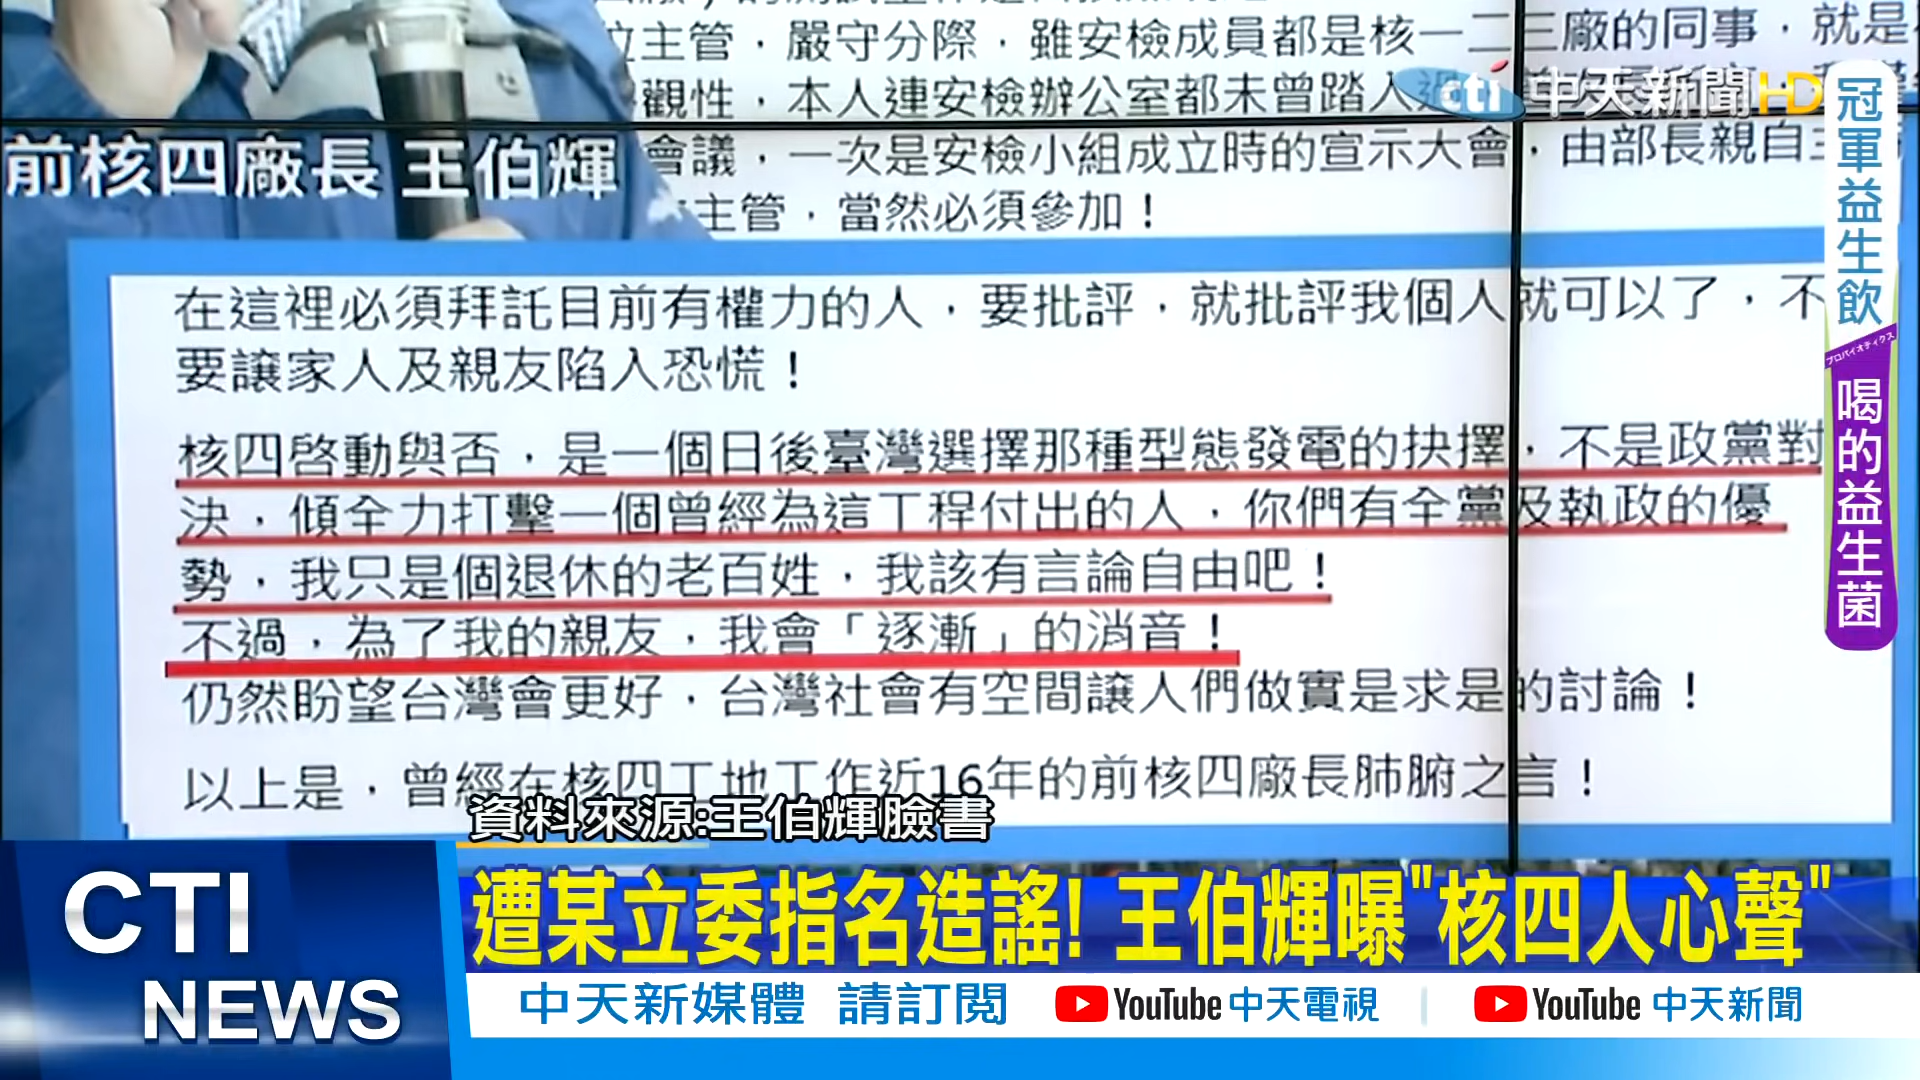 位主管，嚴守分際，雖安檢成員都是核一二三廠的同事，就是
觀性，本人連安檢辦公室都未曾踏入過
cti 中天新聞HD
會議，一次是安檢小組成立時的宣示大會，由部長親自主
主管，當然必須參加！
前核四廠長 王伯輝
冠軍益生飲
プロバイオティクス
喝的益生菌
在這裡必須拜託目前有權力的人，要批評，就批評我個人就可以了，不
要讓家人及親友陷入恐慌！
核四啓動與否，是一個日後臺灣選擇那種型態發電的抉擇，不是政黨對
決，傾全力打擊一個曾經為這工程付出的人，你們有全黨及執政的優
勢，我只是個退休的老百姓，我該有言論自由吧！
不過，為了我的親友，我會「逐漸」的消音！
仍然盼望台灣會更好，台灣社會有空間讓人們做實是求是的討論！
以上是，曾經在核四工地工作近16年的前核四廠長肺腑之言！
資料來源:王伯輝臉書
CTI
NEWS
遭某立委指名造謠! 王伯輝曝"核四人心聲"
中天新媒體 請訂閱 YouTube 中天電視 | YouTube 中天新聞